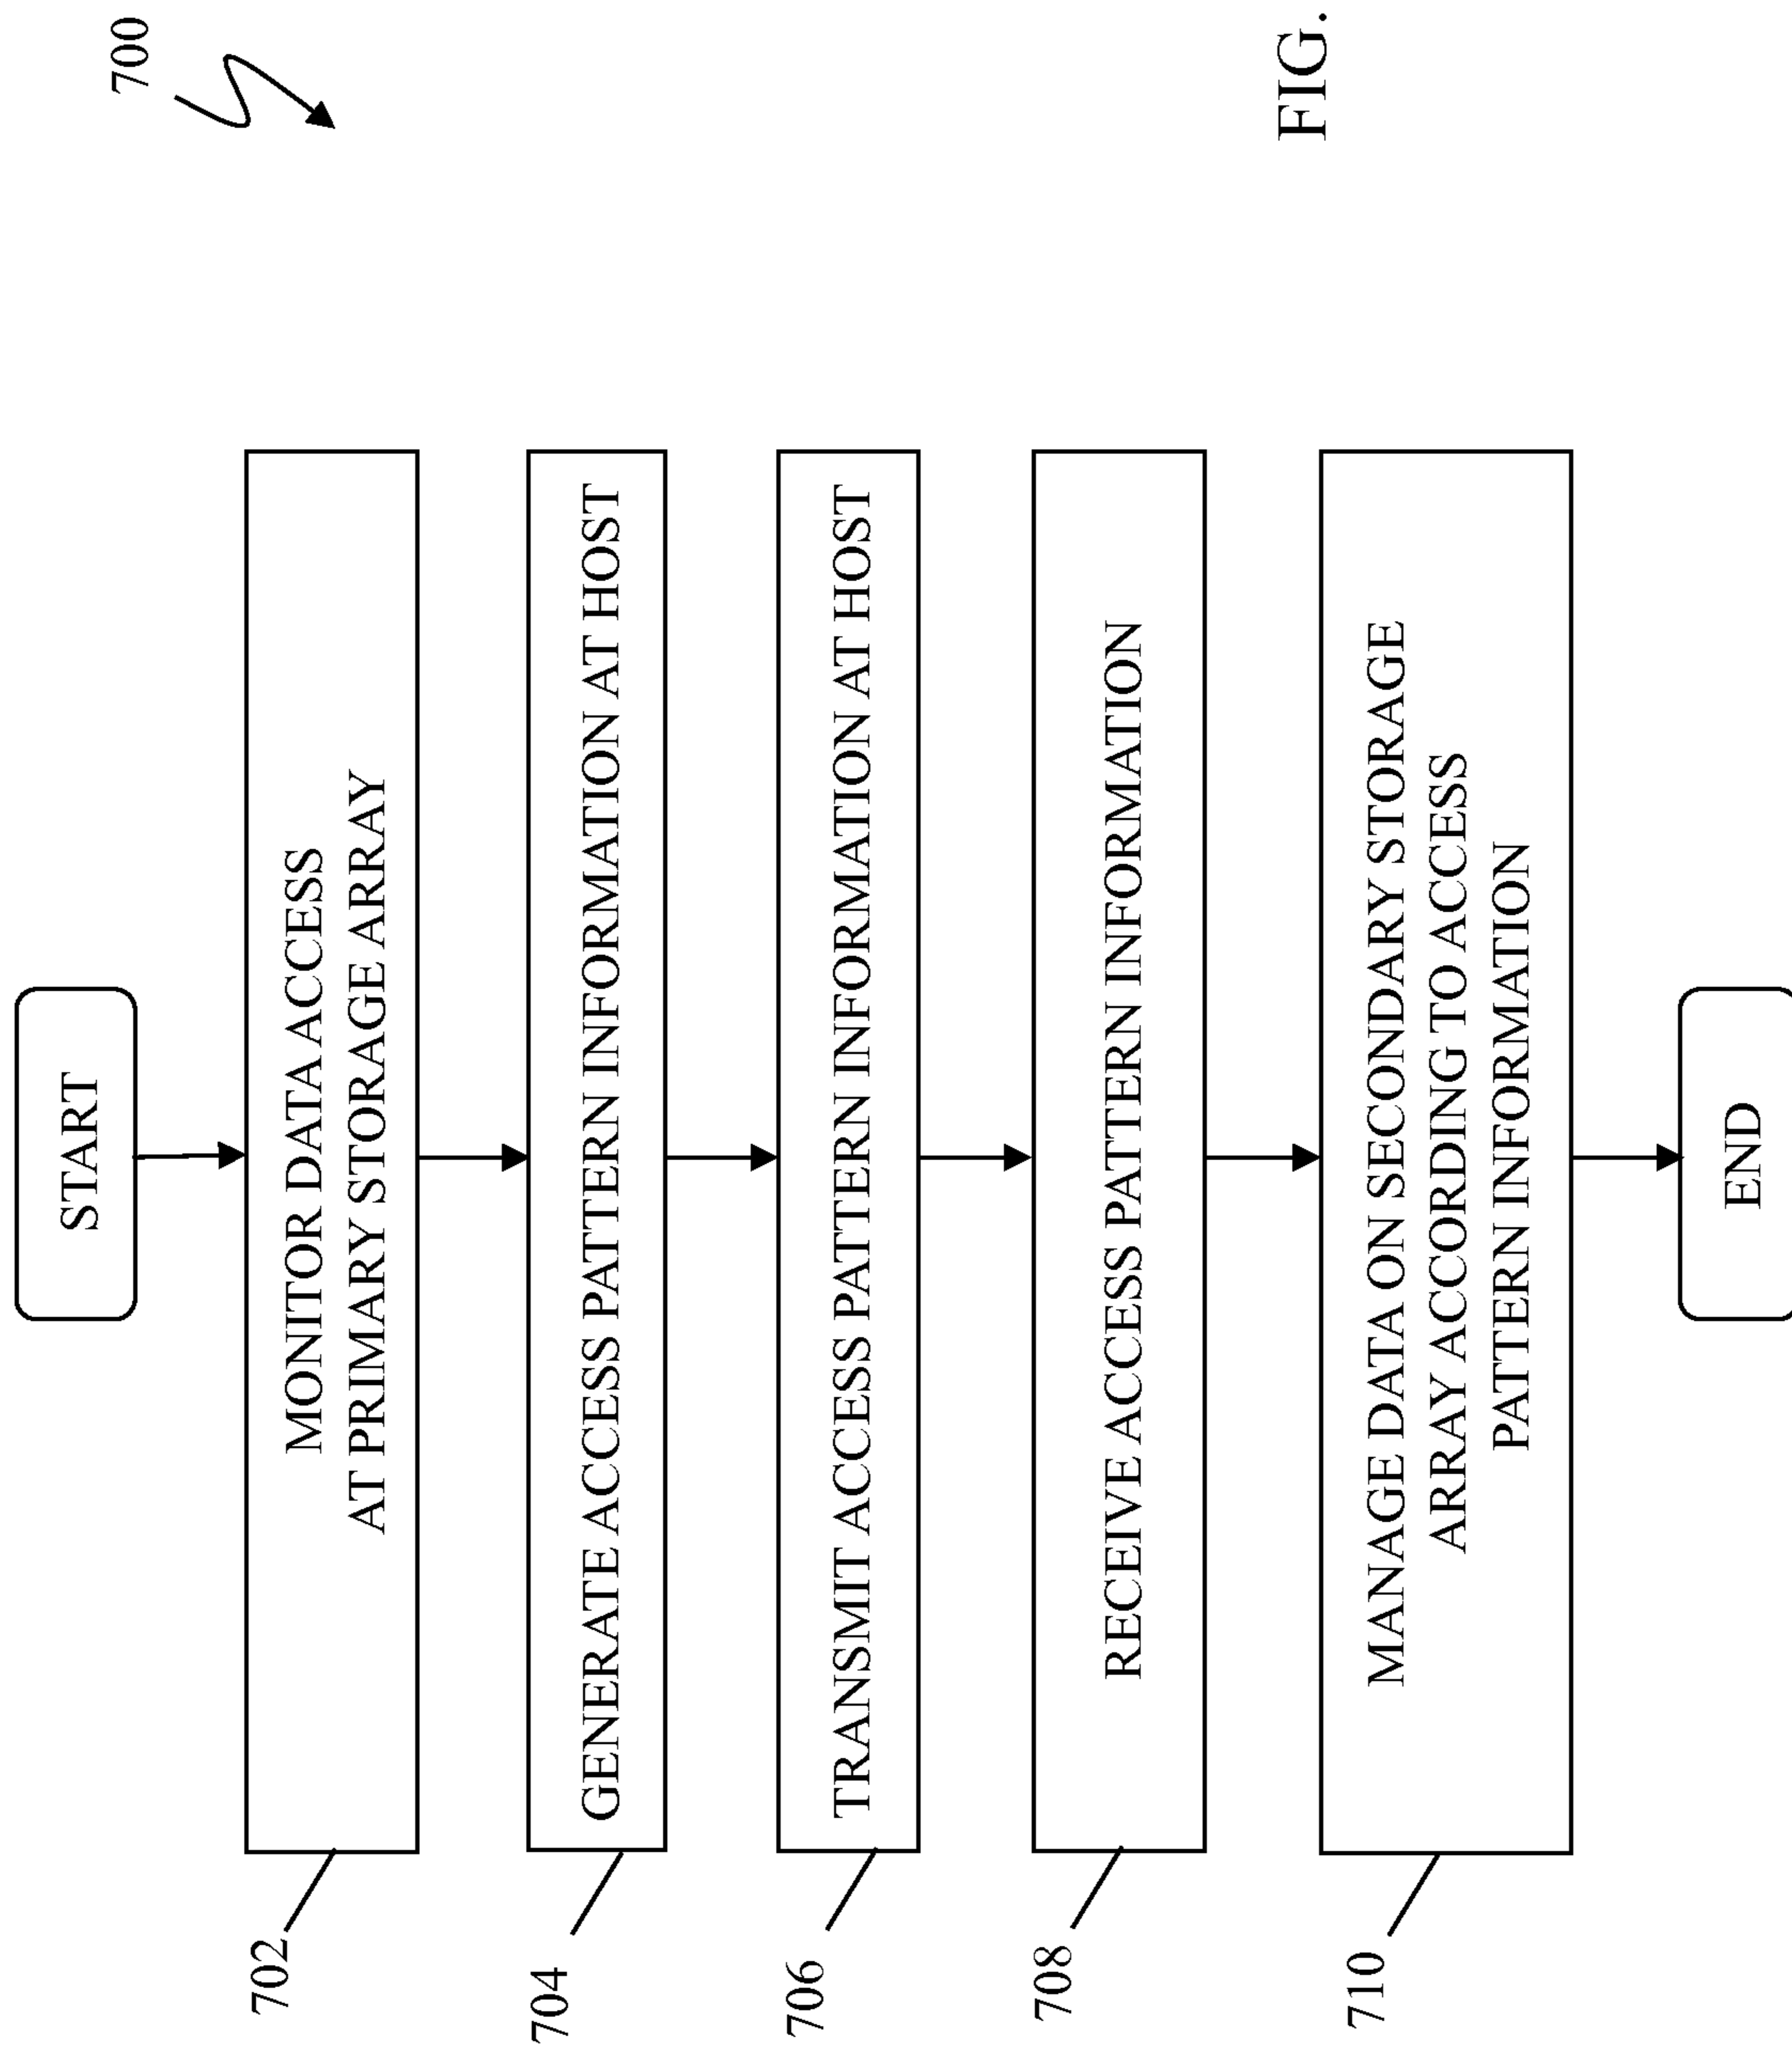 700
START
702
MONITOR DATA ACCESS
AT PRIMARY STORAGE ARRAY
704
GENERATE ACCESS PATTERN INFORMATION AT HOST
706
TRANSMIT ACCESS PATTERN INFORMATION AT HOST
708
RECEIVE ACCESS PATTERN INFORMATION
710
MANAGE DATA ON SECONDARY STORAGE
ARRAY ACCORDING TO ACCESS
PATTERN INFORMATION
END
FIG.